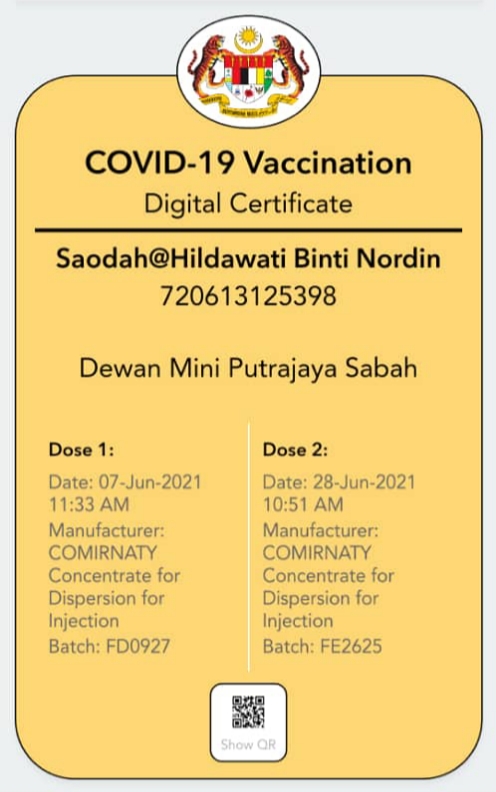 COVID-19 Vaccination
Digital Certificate
Saodah@Hildawati Binti Nordin
720613125398
Dewan Mini Putrajaya Sabah
Dose 1:
Date: 07-Jun-2021
11:33 AM
Manufacturer:
COMIRNATY
Concentrate for
Dispersion for
Injection
Batch: FD0927
Dose 2:
Date: 28-Jun-2021
10:51 AM
Manufacturer:
COMIRNATY
Concentrate for
Dispersion for
Injection
Batch: FE2625
Show QR